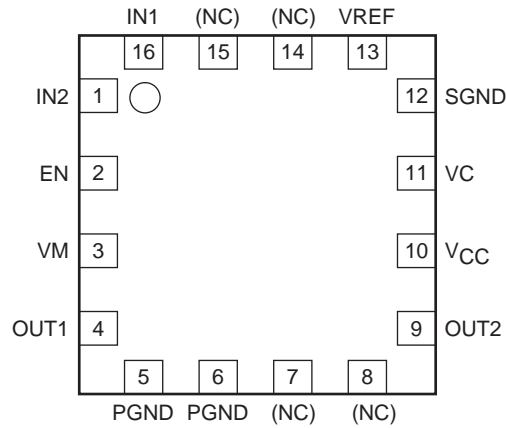 IN1 (NC) (NC) VREF
16 15 14 13
IN2 1 12 SGND
EN 2 11 VC
VM 3 10 VCC
OUT1 4 9 OUT2
5 6 7 8
PGND PGND (NC) (NC)